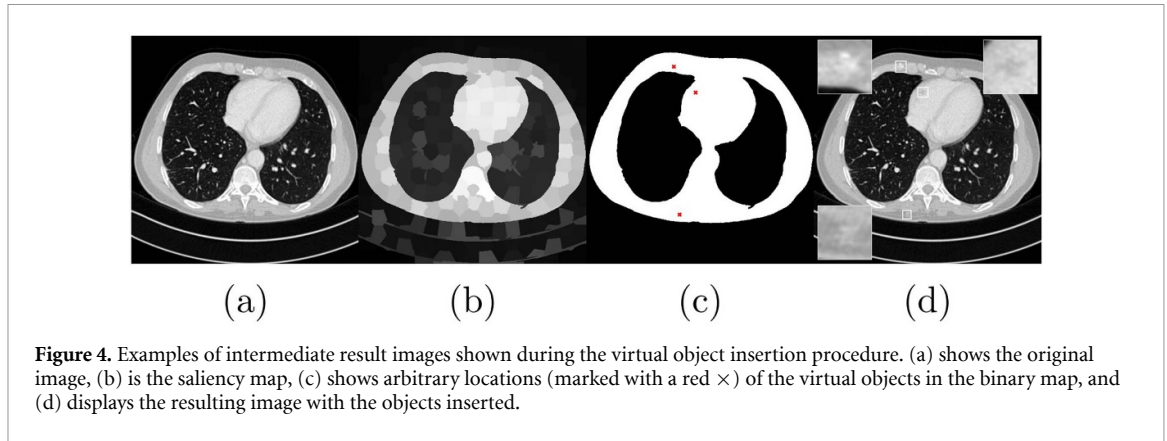 (a) (b) (c) (d)
Figure 4. Examples of intermediate result images shown during the virtual object insertion procedure. (a) shows the original
image, (b) is the saliency map, (c) shows arbitrary locations (marked with a red ×) of the virtual objects in the binary map, and
(d) displays the resulting image with the objects inserted.